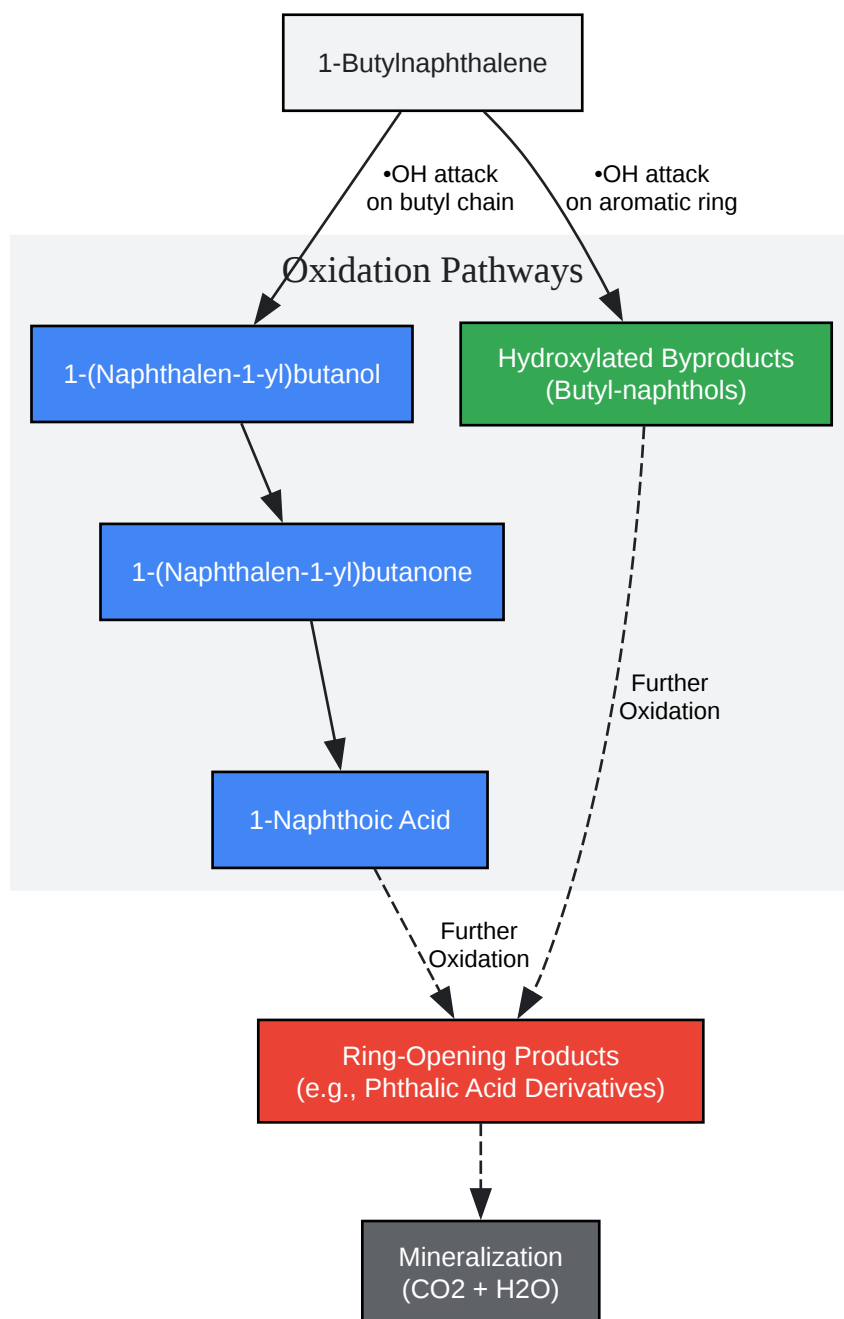 1-Butylnaphthalene
•OH attack
on butyl chain
•OH attack
on aromatic ring
Oxidation Pathways
1-(Naphthalen-1-yl)butanol
Hydroxylated Byproducts
(Butyl-naphthols)
1-(Naphthalen-1-yl)butanone
Further
Oxidation
1-Naphthoic Acid
Further
Oxidation
Ring-Opening Products
(e.g., Phthalic Acid Derivatives)
Mineralization
(CO2 + H2O)